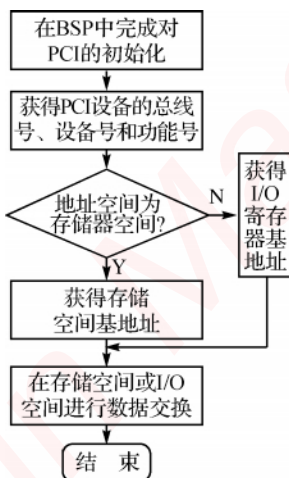 在BSP中完成对
PCI的初始化
获得PCI设备的总线
号、设备号和功能号
地址空间为
存储器空间?
N
获得
I/O
寄存
器基
地址
Y
获得存储
空间基地址
在存储空间或I/O
空间进行数据交换
结 束